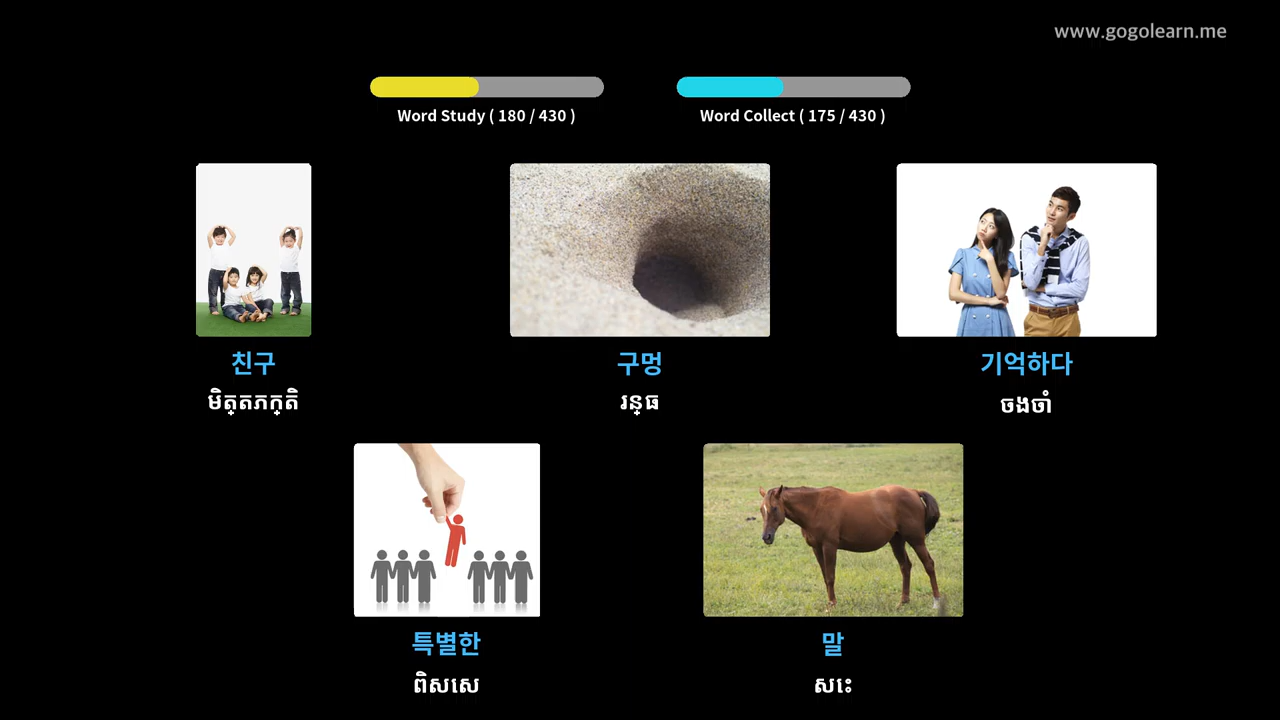 www.gogolearn.me
Word Study ( 180 / 430 )
Word Collect ( 175 / 430 )
친구
구멍
기억하다
មិត្តភក្តិ
រន្ធ
ចងចាំ
특별한
말
ពិសេស
សេះ